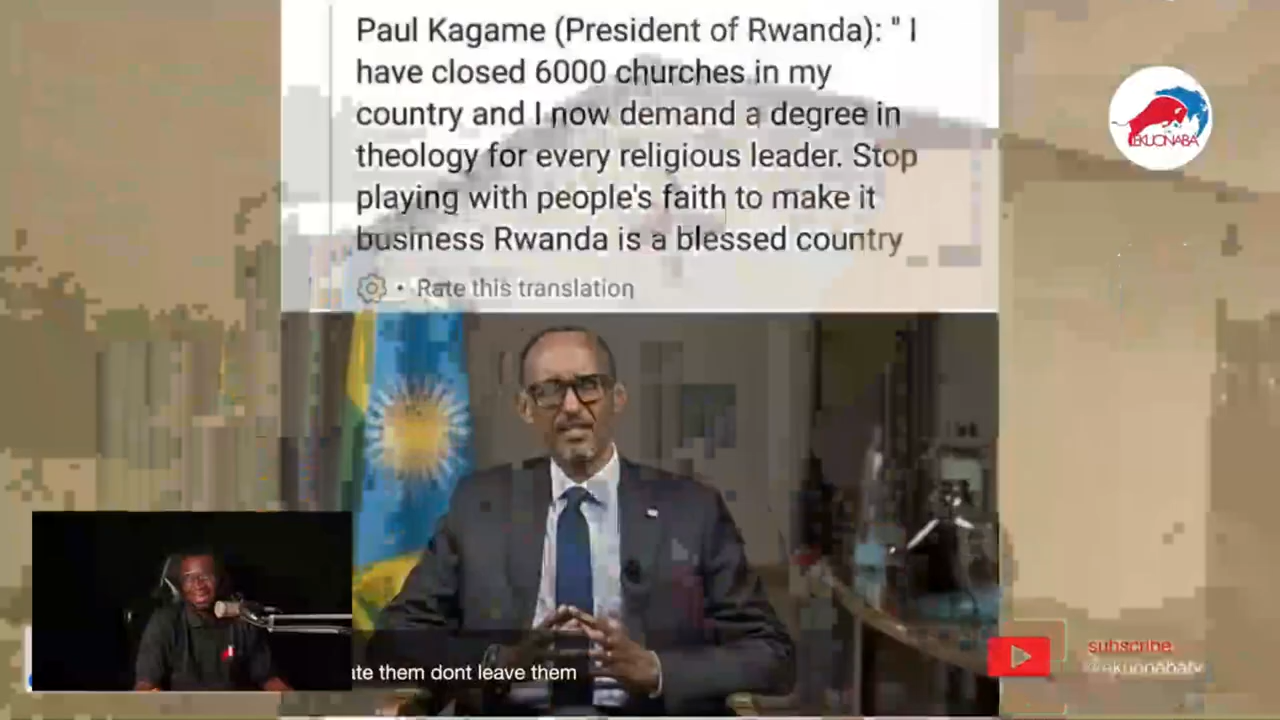 Paul Kagame (President of Rwanda): " I
have closed 6000 churches in my
country and I now demand a degree in
theology for every religious leader. Stop
playing with people's faith to make it
business Rwanda is a blessed country
• Rate this translation
EKUONABA
ate them dont leave them
subscribe
@ekuonabatv